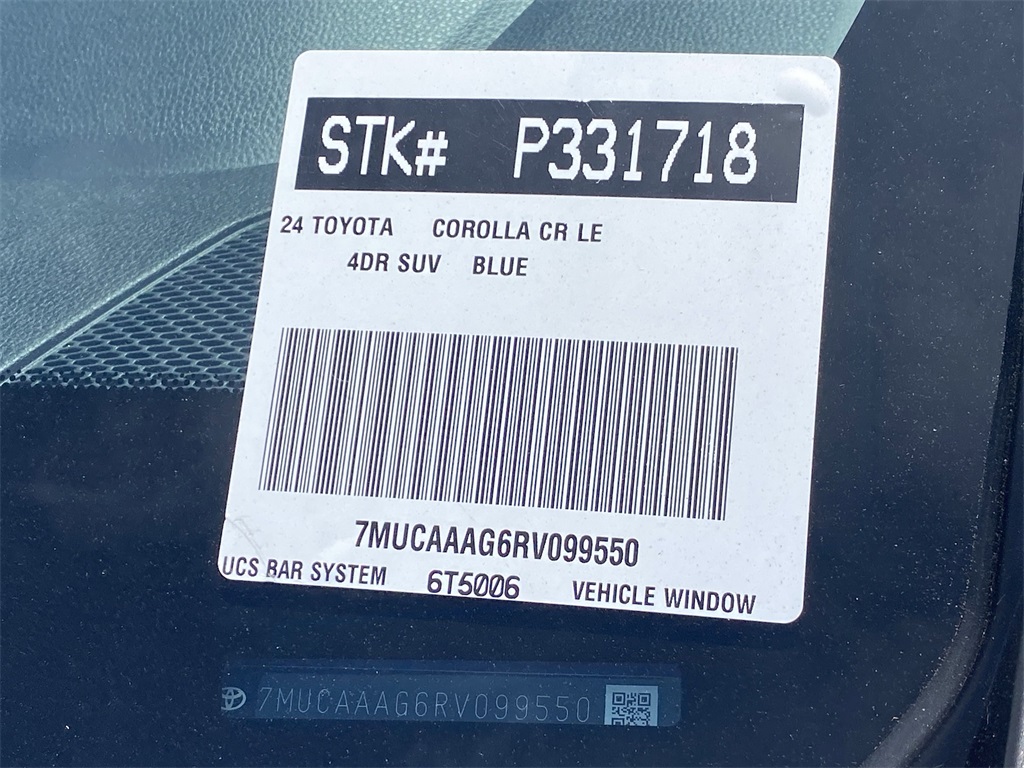 STK# P331718
24 TOYOTA COROLLA CR LE
4DR SUV BLUE
7MUCAAAG6RV099550
UCS BAR SYSTEM 6T5006 VEHICLE WINDOW
7MUCAAAG6RV099550